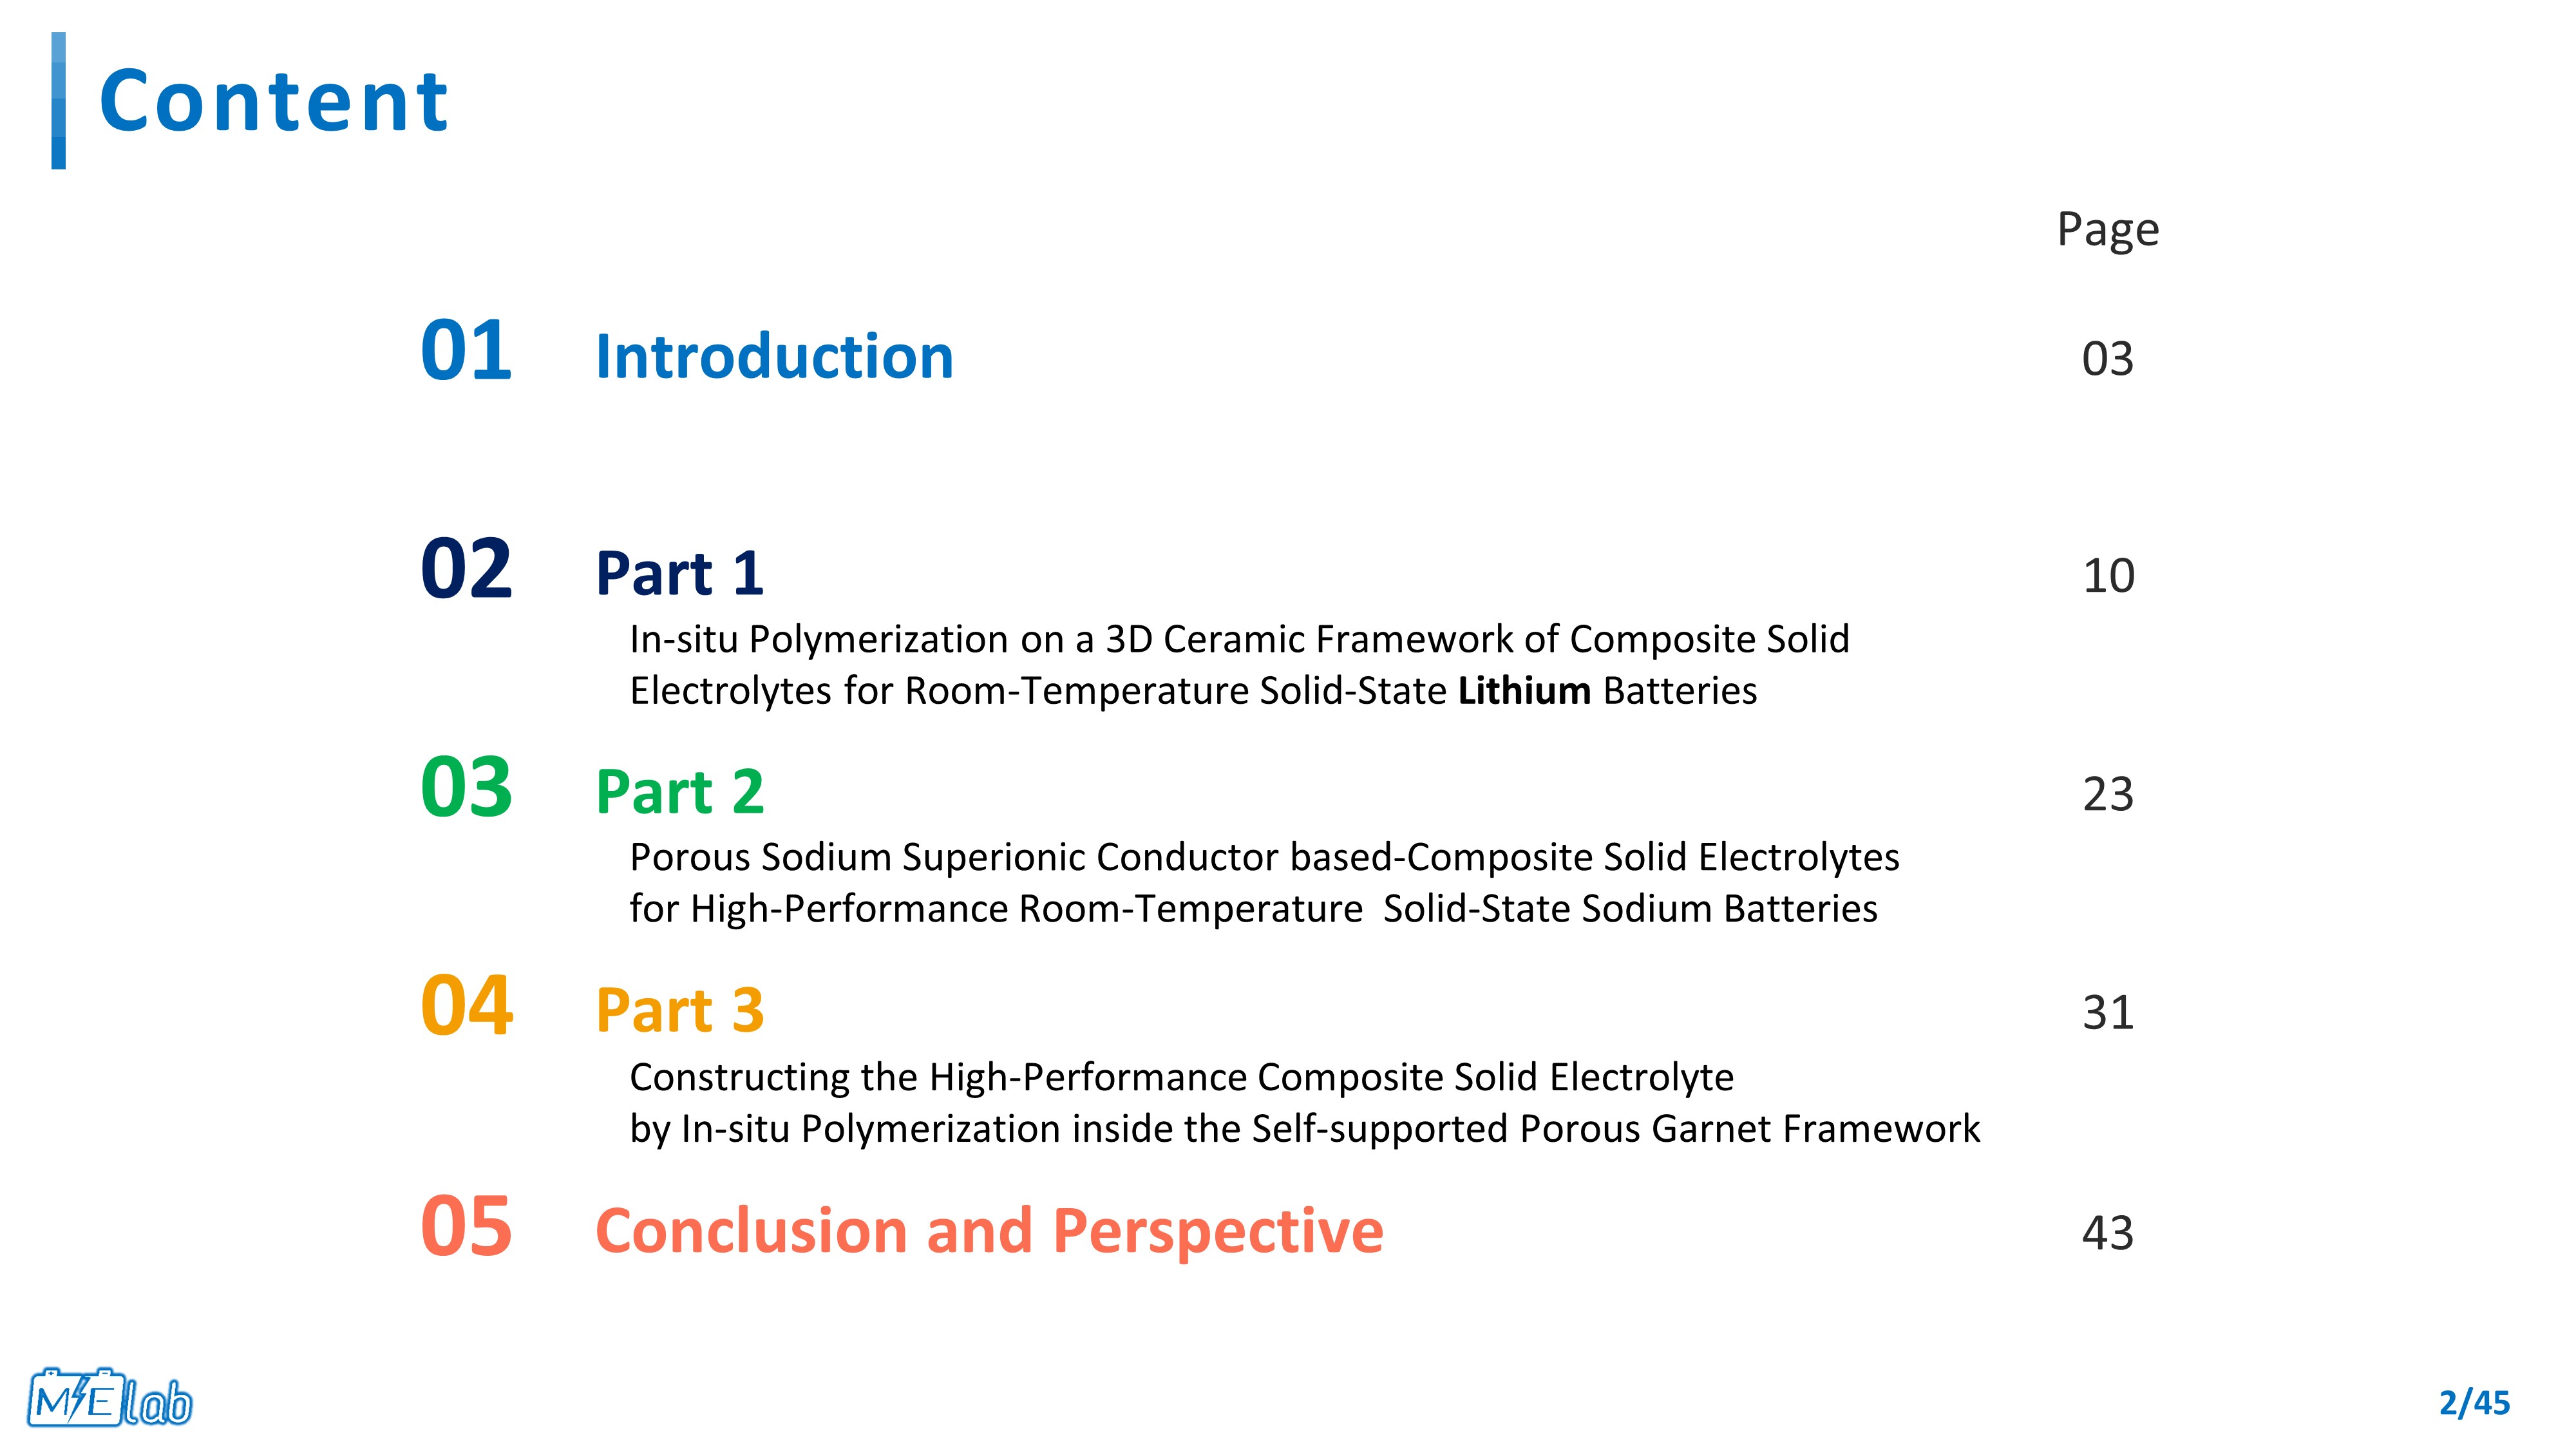 Content
Page
01 Introduction 03
02 Part 1 10
In-situ Polymerization on a 3D Ceramic Framework of Composite Solid
Electrolytes for Room-Temperature Solid-State Lithium Batteries
03 Part 2 23
Porous Sodium Superionic Conductor based-Composite Solid Electrolytes
for High-Performance Room-Temperature  Solid-State Sodium Batteries
04 Part 3 31
Constructing the High-Performance Composite Solid Electrolyte
by In-situ Polymerization inside the Self-supported Porous Garnet Framework
05 Conclusion and Perspective 43
M E lab
2/45